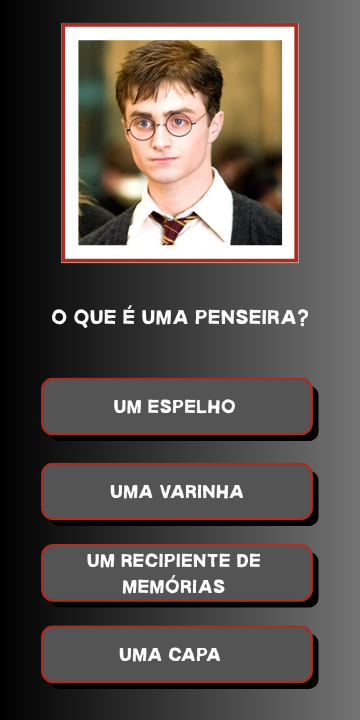 O QUE É UMA PENSEIRA?
UM ESPELHO
UMA VARINHA
UM RECIPIENTE DE
MEMÓRIAS
UMA CAPA